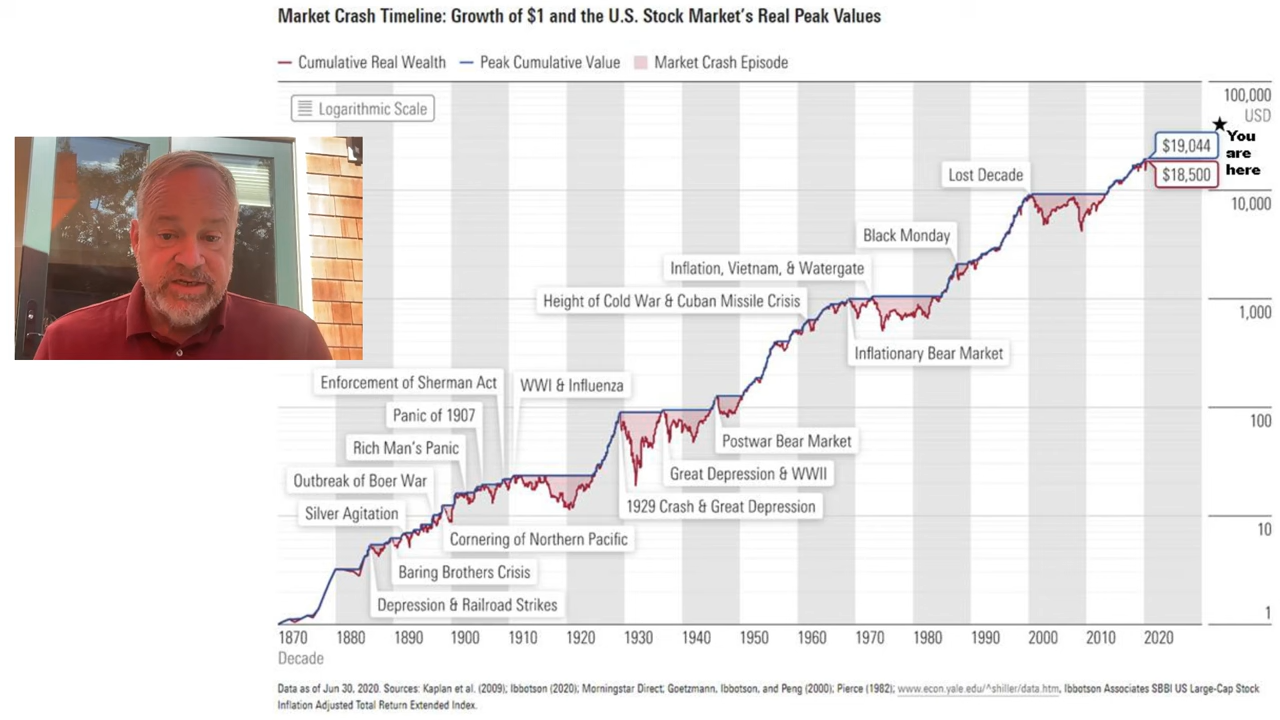 Market Crash Timeline: Growth of $1 and the U.S. Stock Market's Real Peak Values
Cumulative Real Wealth
Peak Cumulative Value
Market Crash Episode
Logarithmic Scale
100,000
USD
You
are
here
$19,044
$18,500
Lost Decade
10,000
Black Monday
Inflation, Vietnam, & Watergate
Height of Cold War & Cuban Missile Crisis
1,000
Inflationary Bear Market
Enforcement of Sherman Act
WWI & Influenza
Panic of 1907
100
Rich Man's Panic
Postwar Bear Market
Outbreak of Boer War
Great Depression & WWII
Silver Agitation
1929 Crash & Great Depression
10
Cornering of Northern Pacific
Baring Brothers Crisis
Depression & Railroad Strikes
1
1870 1880 1890 1900 1910 1920 1930 1940 1950 1960 1970 1980 1990 2000 2010 2020
Decade
Data as of Jun 30, 2020. Sources: Kaplan et al. (2009); Ibbotson (2020); Morningstar Direct; Goetzmann, Ibbotson, and Peng (2000); Pierce (1982); www.econ.yale.edu/^shiller/data.htm, Ibbotson Associates SBBI US Large-Cap Stock
Inflation Adjusted Total Return Extended Index.